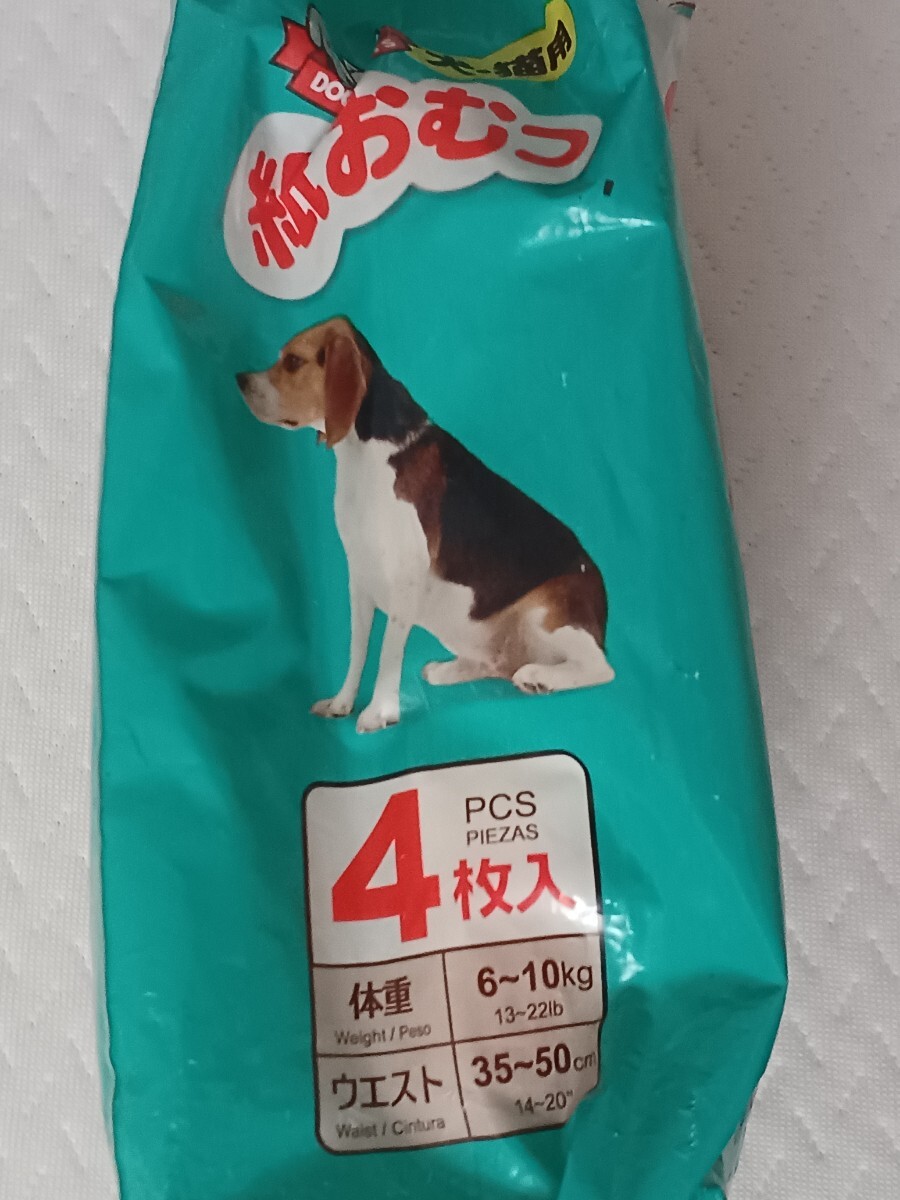 犬・猫用
紙おむつ
4 PCS
PIEZAS
枚入
体重
Weight / Peso
6~10kg
13~22lb
ウエスト
Waist / Cintura
35~50cm
14~20"